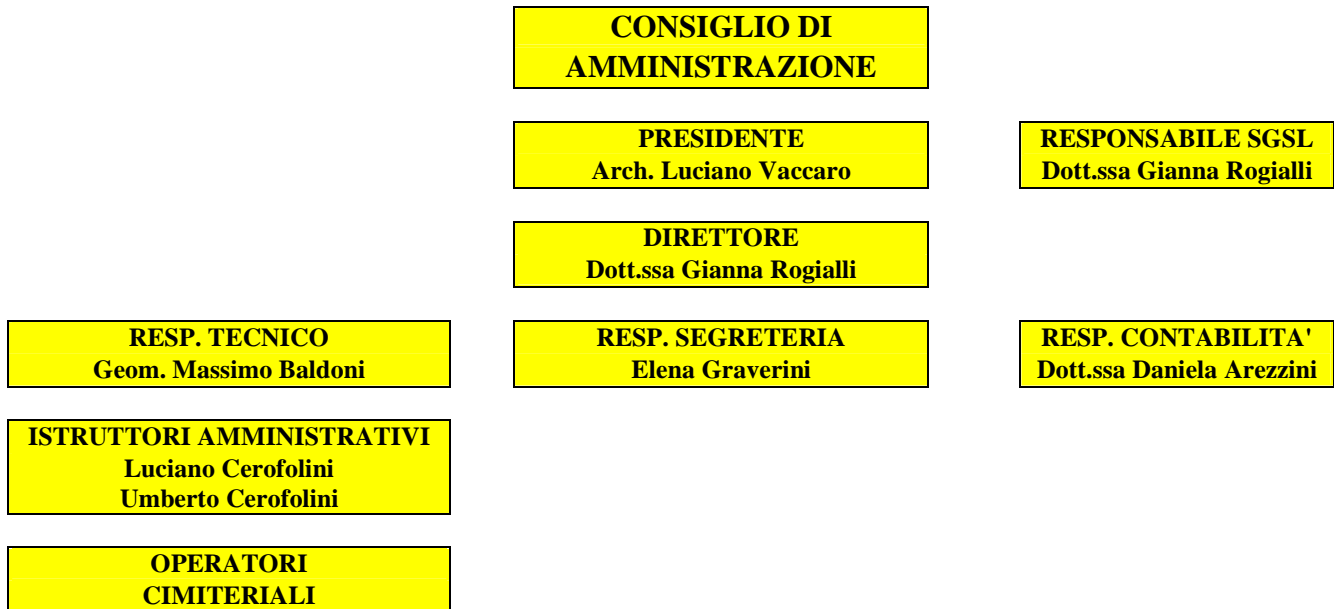 CONSIGLIO DI
AMMINISTRAZIONE
PRESIDENTE
Arch. Luciano Vaccaro
RESPONSABILE SGSL
Dott.ssa Gianna Rogialli
DIRETTORE
Dott.ssa Gianna Rogialli
RESP. TECNICO
Geom. Massimo Baldoni
RESP. SEGRETERIA
Elena Graverini
RESP. CONTABILITA'
Dott.ssa Daniela Arezzini
ISTRUTTORI AMMINISTRATIVI
Luciano Cerofolini
Umberto Cerofolini
OPERATORI
CIMITERIALI